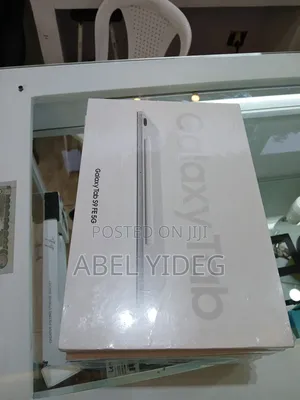 Galaxy Tab
Galaxy Tab S9 FE 5G
POSTED ON JIJI
ABEL YIDEG